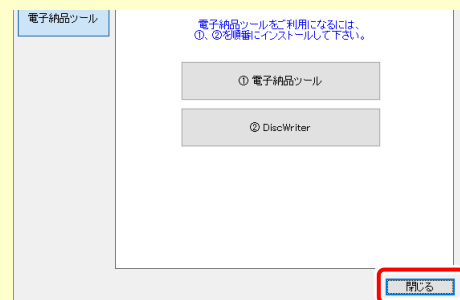 電子納品ツール
電子納品ツールをご利用になるには、
①、②を順番にインストールして下さい。
① 電子納品ツール
② DiscWriter
閉じる